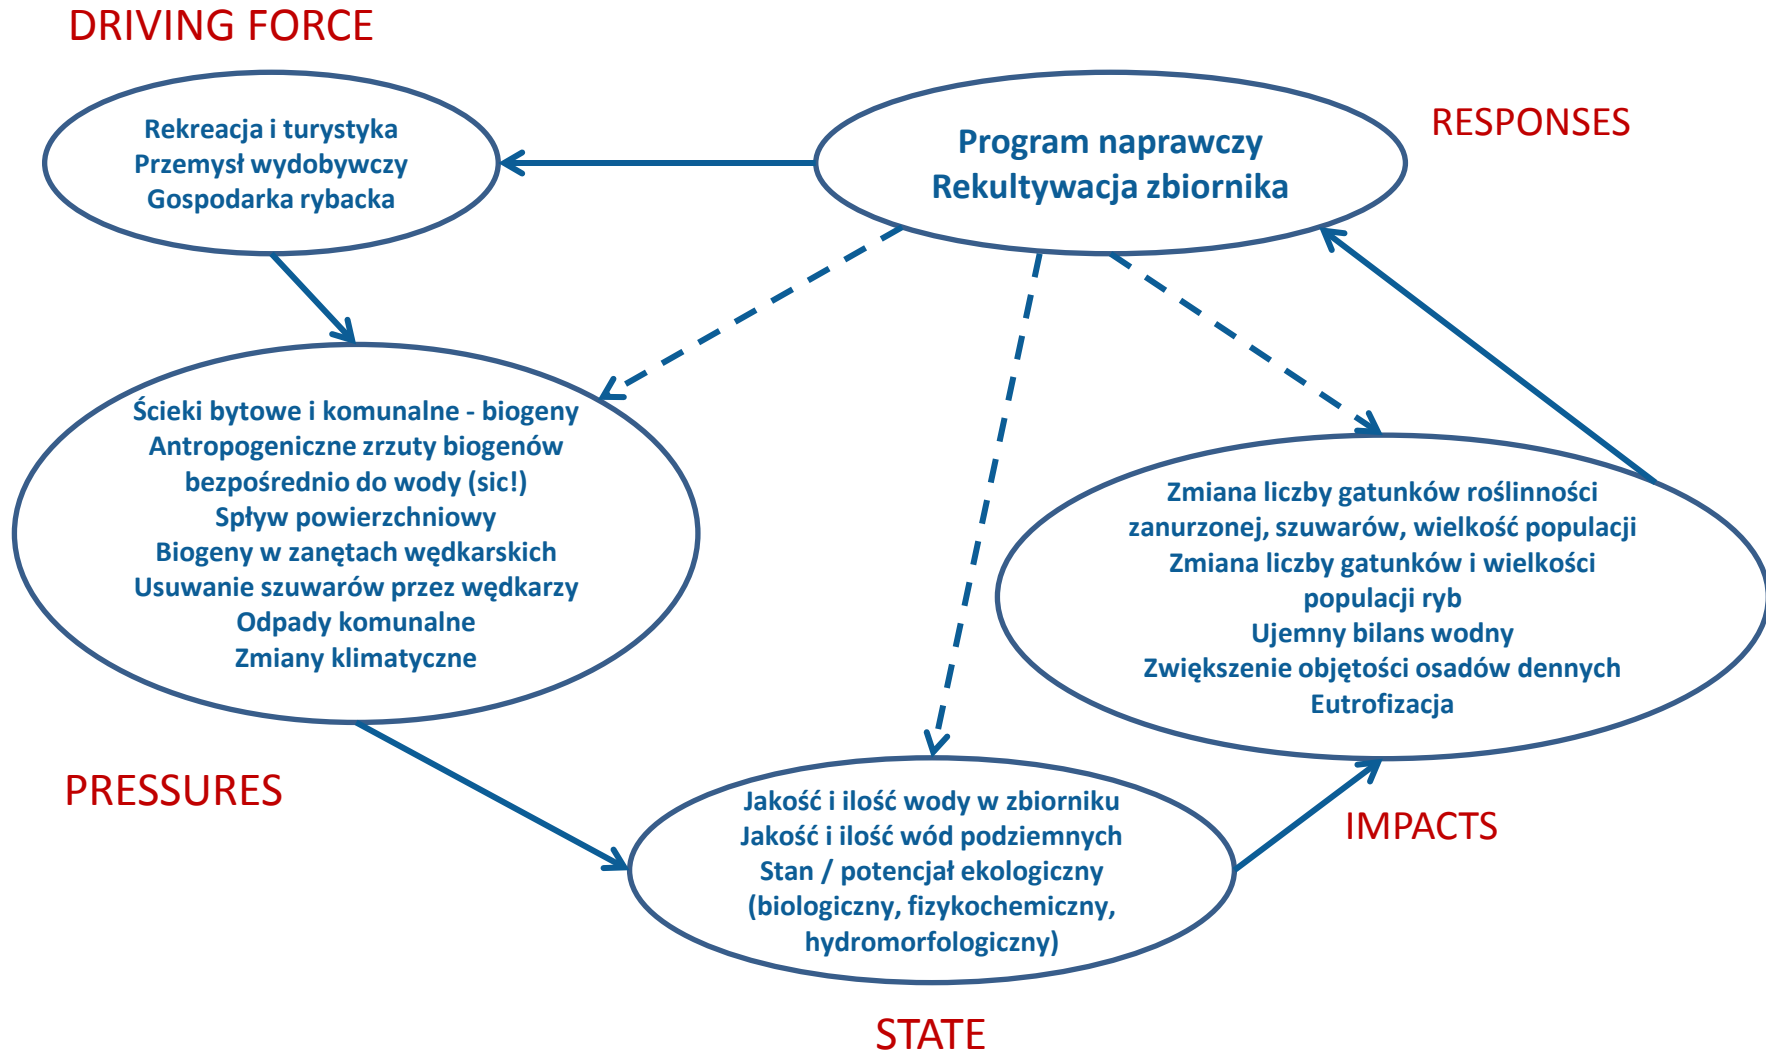 DRIVING FORCE
Rekreacja i turystyka
Przemysł wydobywczy
Gospodarka rybacka
Program naprawczy
Rekultywacja zbiornika
RESPONSES
Ścieki bytowe i komunalne - biogeny
Antropogeniczne zrzuty biogenów
bezpośrednio do wody (sic!)
Spływ powierzchniowy
Biogeny w zanętach wędkarskich
Usuwanie szuwarów przez wędkarzy
Odpady komunalne
Zmiany klimatyczne
PRESSURES
Zmiana liczby gatunków roślinności
zanurzonej, szuwarów, wielkość populacji
Zmiana liczby gatunków i wielkości
populacji ryb
Ujemny bilans wodny
Zwiększenie objętości osadów dennych
Eutrofizacja
IMPACTS
Jakość i ilość wody w zbiorniku
Jakość i ilość wód podziemnych
Stan / potencjał ekologiczny
(biologiczny, fizykochemiczny,
hydromorfologiczny)
STATE